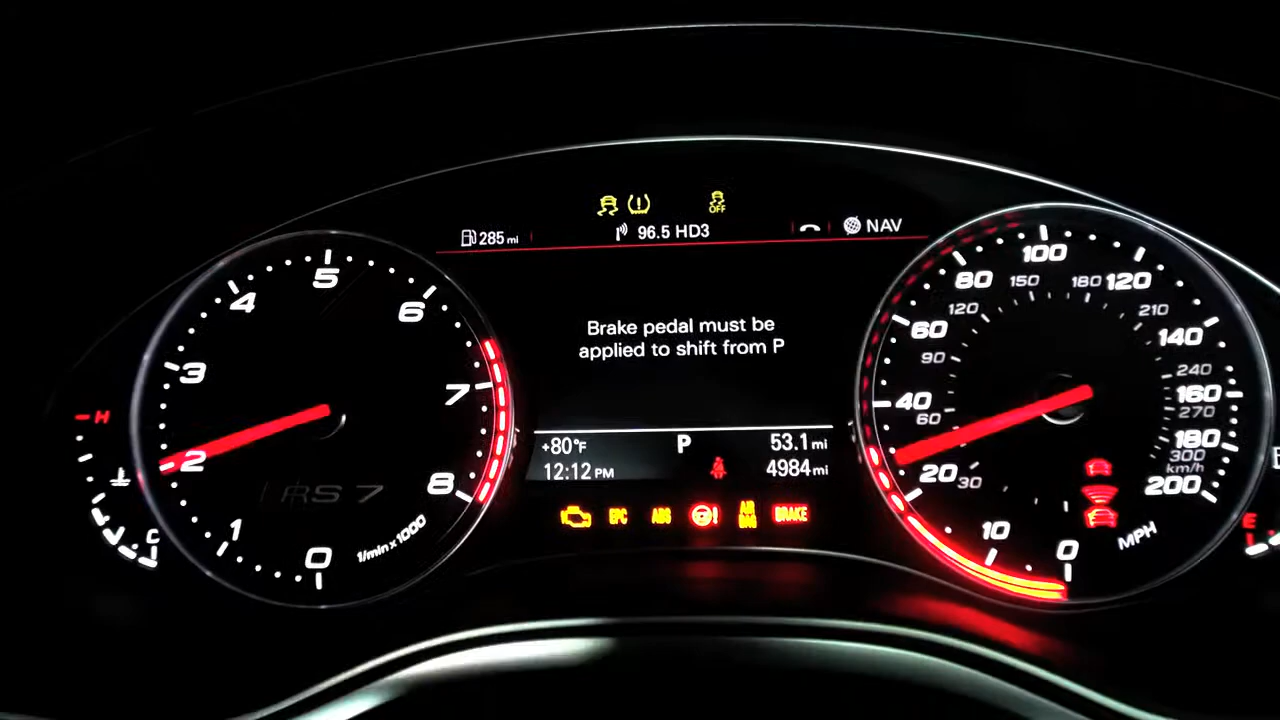 OFF
285 mi
96.5 HD3
NAV
Brake pedal must be
applied to shift from P
+80°F
P
53.1 mi
12:12 PM
4984 mi
EPC
ABS
AIR
BAG
BRAKE
H
C
0
1
2
3
4
5
6
7
8
RS 7
1/min x 1000
0
10
20
40
60
80
100
120
140
160
180
200
30
60
90
120
150
180
210
240
270
300
km/h
MPH
E